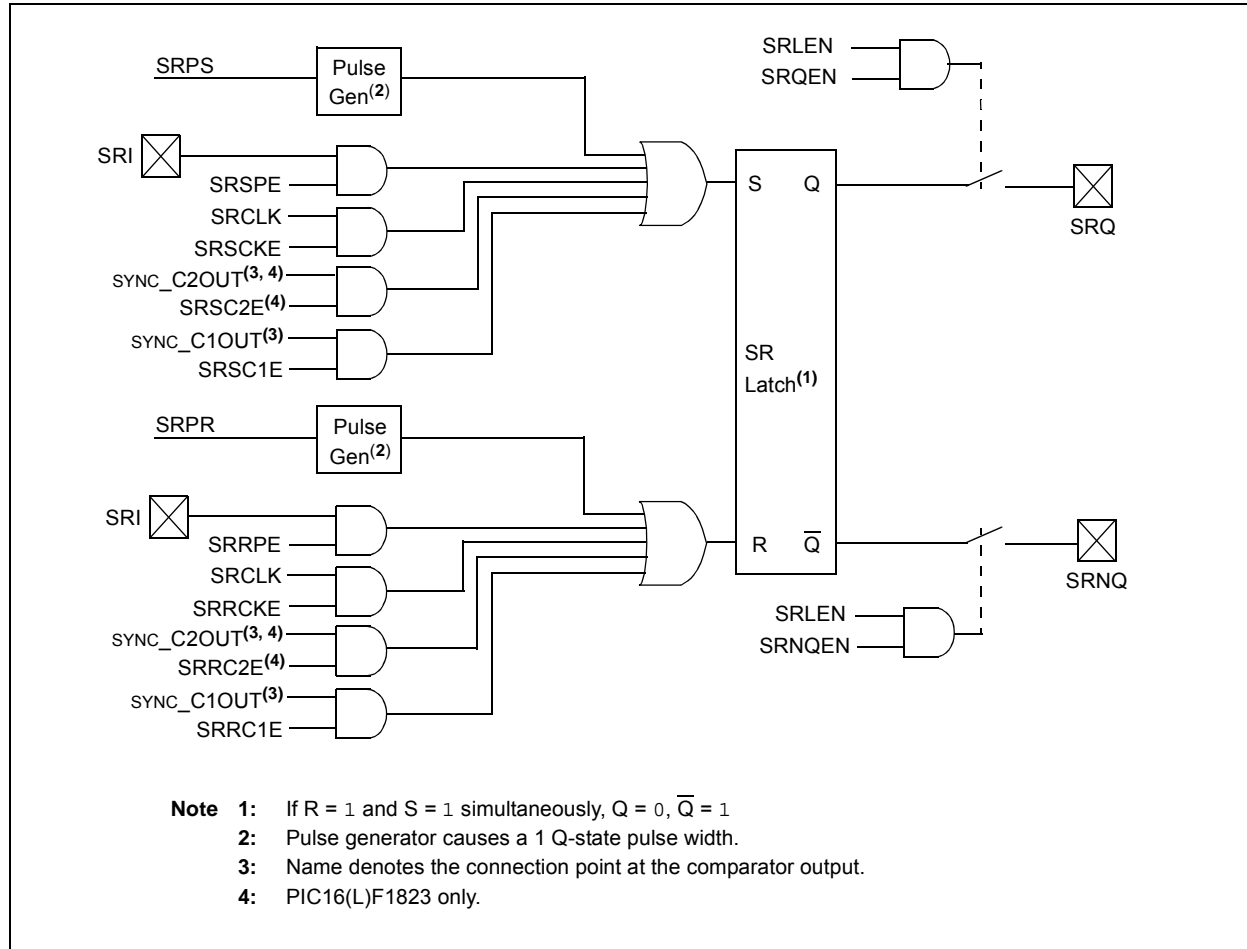 SRPS
Pulse
Gen(2)
SRLEN
SRQEN
SRI
SRSPE
SRCLK
SRSCKE
SYNC_C2OUT(3, 4)
SRSC2E(4)
SYNC_C1OUT(3)
SRSC1E
S Q
SRQ
SR
Latch(1)
SRPR
Pulse
Gen(2)
SRI
SRRPE
SRCLK
SRRCKE
SYNC_C2OUT(3, 4)
SRRC2E(4)
SYNC_C1OUT(3)
SRRC1E
R Q̅
SRNQ
SRLEN
SRNQEN
Note 1: If R = 1 and S = 1 simultaneously, Q = 0, Q̅ = 1
2: Pulse generator causes a 1 Q-state pulse width.
3: Name denotes the connection point at the comparator output.
4: PIC16(L)F1823 only.